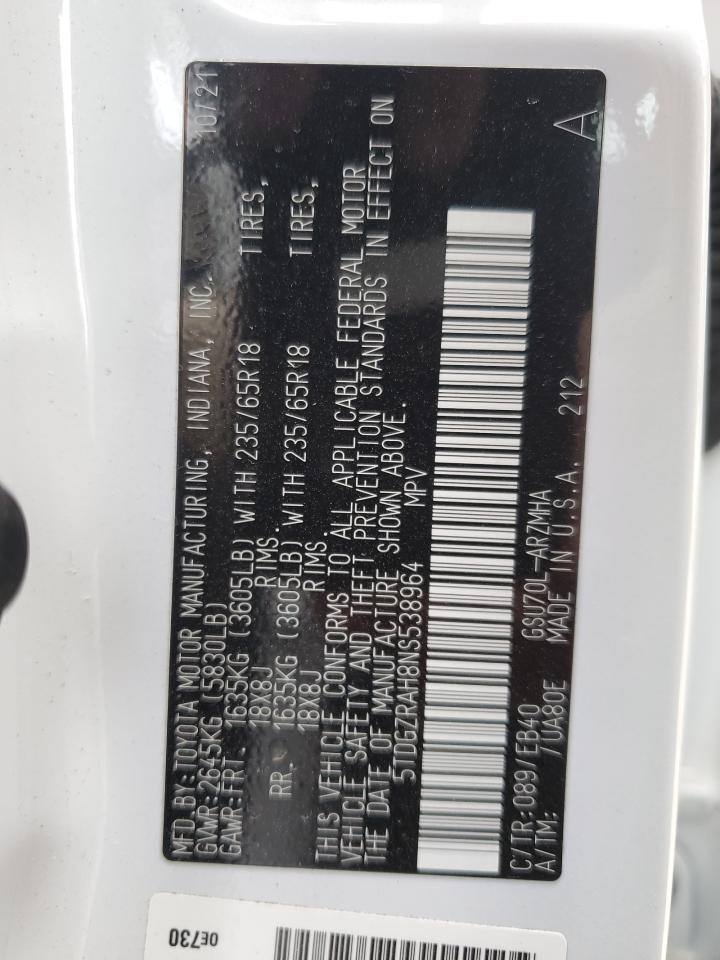 MFD.BY:TOYOTA MOTOR MANUFACTURING, INDIANA, INC. 10/21
GVWR:2645KG (5830LB)
GAWR:FRT. 1635KG (3605LB) WITH 235/65R18 TIRES,
18X8J RIMS.
RR. 1635KG (3605LB) WITH 235/65R18 TIRES,
18X8J RIMS.
THIS VEHICLE CONFORMS TO ALL APPLICABLE FEDERAL MOTOR
VEHICLE SAFETY AND THEFT PREVENTION STANDARDS IN EFFECT ON
THE DATE OF MANUFACTURE SHOWN ABOVE.
5TDGZRAH8NS538964 MPV
C/TR:089/EB40 GSU70L-ARZMHA A
A/TM: /UA80E MADE IN U.S.A. 212
0E730